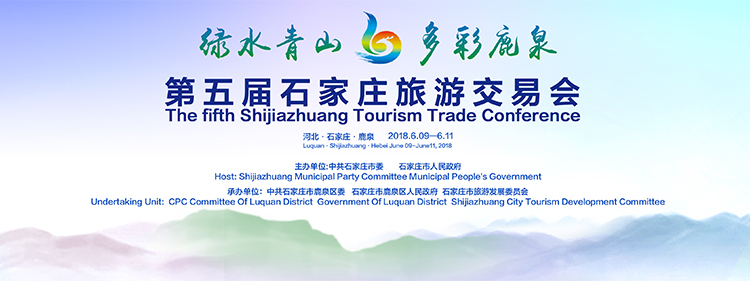 绿水青山 多彩鹿泉
第五届石家庄旅游交易会
The fifth Shijiazhuang Tourism Trade Conference
河北·石家庄·鹿泉 2018.6.09—6.11
Luquan · Shijiazhuang · Hebei June 09-June11, 2018
主办单位:中共石家庄市委 石家庄市人民政府
Host: Shijiazhuang Municipal Party Committee Municipal People's Government
承办单位: 中共石家庄市鹿泉区委 石家庄市鹿泉区人民政府 石家庄市旅游发展委员会
Undertaking Unit: CPC Committee Of Luquan District Government Of Luquan District Shijiazhuang City Tourism Development Committee